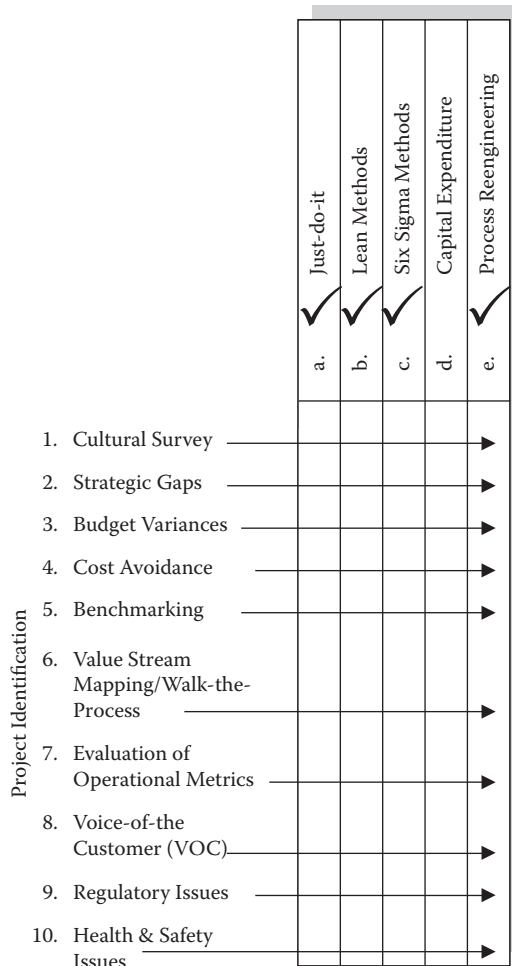 Just-do-it
Lean Methods
Six Sigma Methods
Capital Expenditure
Process Reengineering
a.
b.
c.
d.
e.
Project Identification
1. Cultural Survey
2. Strategic Gaps
3. Budget Variances
4. Cost Avoidance
5. Benchmarking
6. Value Stream
Mapping/Walk-the-
Process
7. Evaluation of
Operational Metrics
8. Voice-of-the
Customer (VOC)
9. Regulatory Issues
10. Health & Safety
Issues